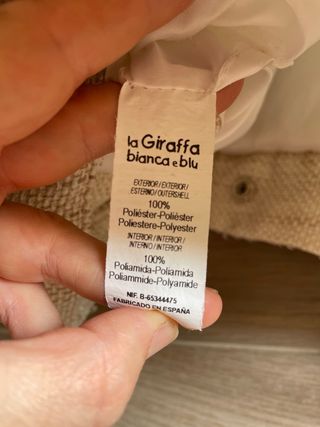 la Giraffa
bianca e blu
EXTERIOR/EXTERIOR/
ESTERNO/OUTERSHELL
100%
Poliéster-Poliéster
Poliestere-Polyester
INTERIOR/INTERIOR/
INTERNO/INTERIOR
100%
Poliamida-Poliamida
Poliammide-Polyamide
NIF. B-65344475
FABRICADO EN ESPAÑA